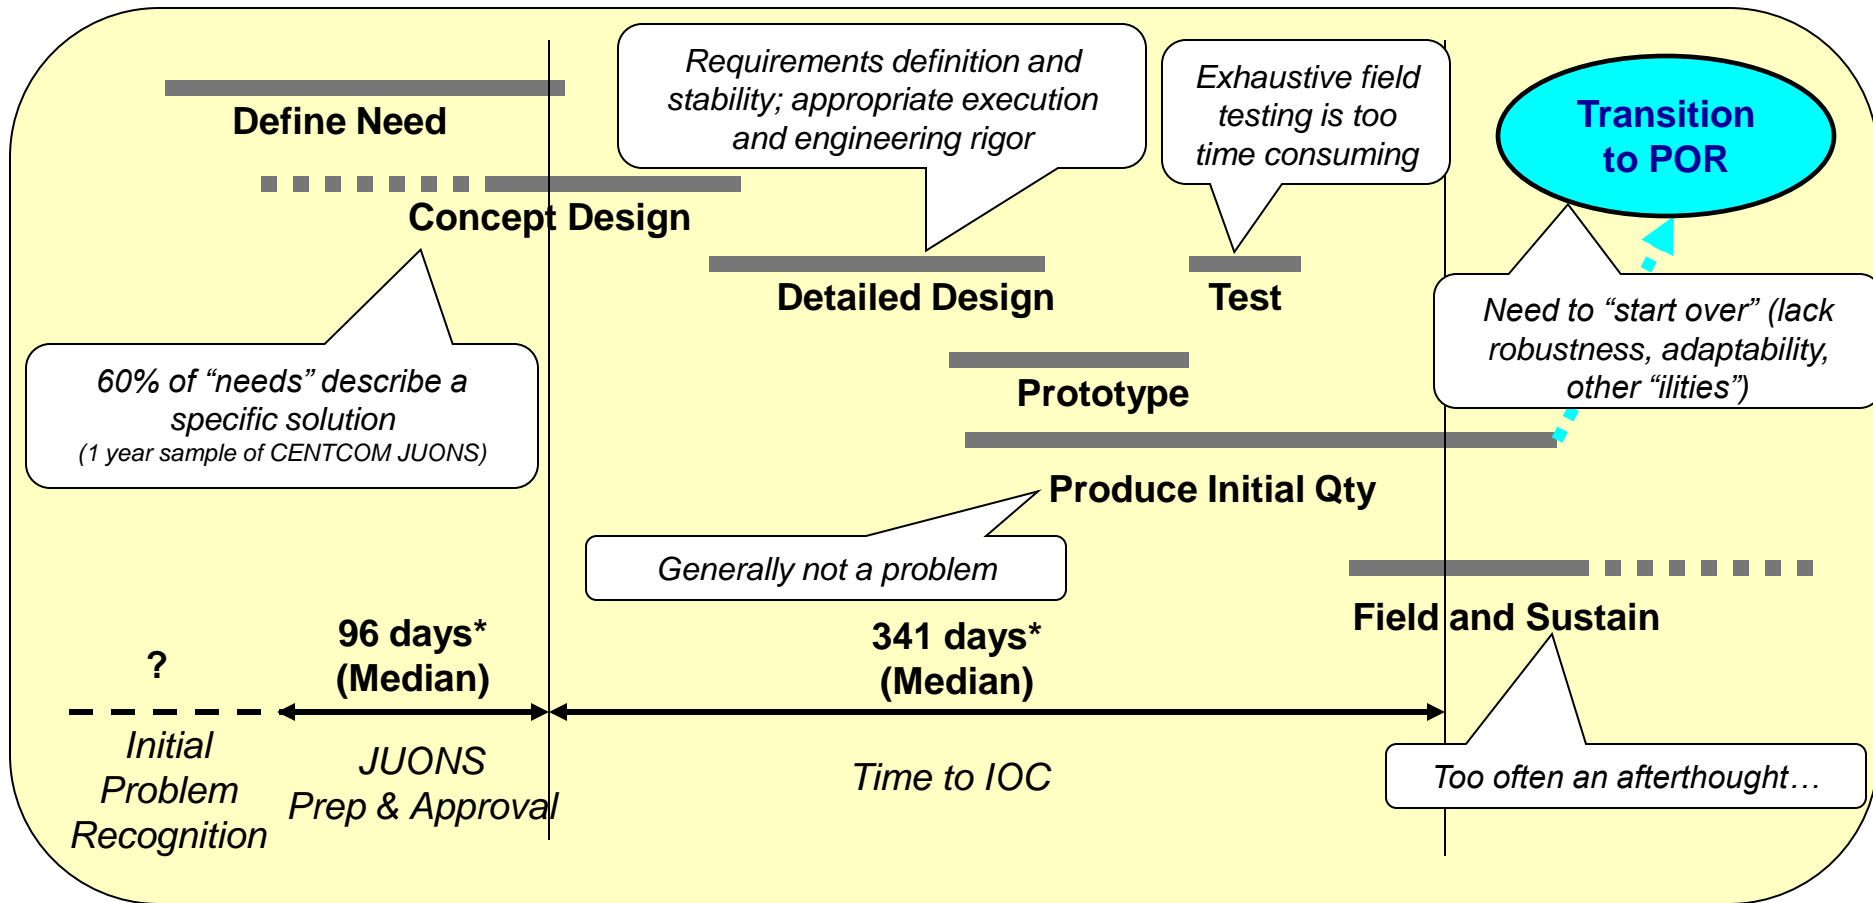 Define Need
Requirements definition and
stability; appropriate execution
and engineering rigor
Exhaustive field
testing is too
time consuming
Transition
to POR
Concept Design
Detailed Design
Test
Need to “start over” (lack
robustness, adaptability,
other “ilities”)
60% of “needs” describe a
specific solution
(1 year sample of CENTCOM JUONS)
Prototype
Produce Initial Qty
Generally not a problem
Field and Sustain
?
96 days*
(Median)
341 days*
(Median)
Initial
Problem
Recognition
JUONS
Prep & Approval
Time to IOC
Too often an afterthought…